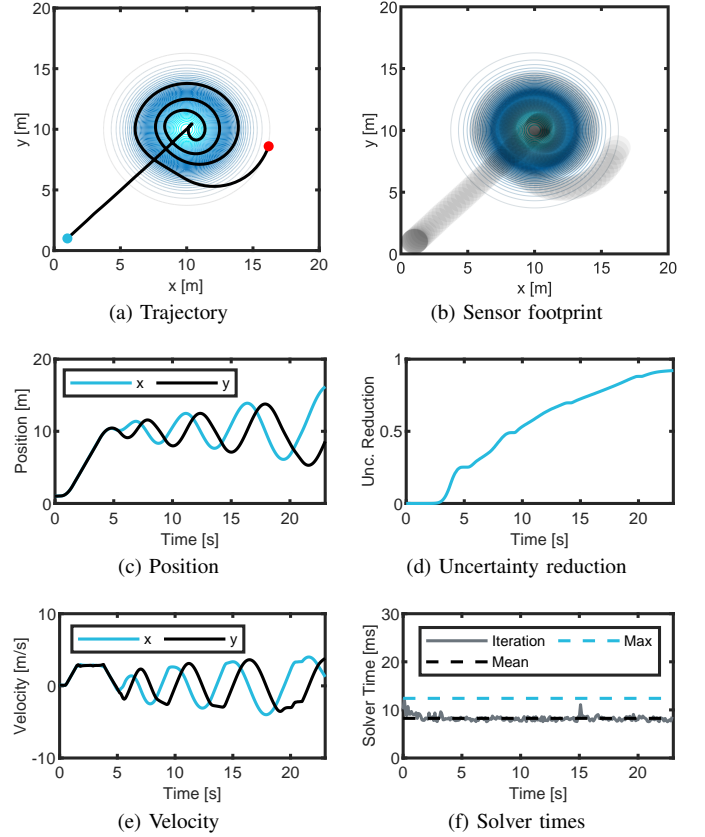 20
15
10
5
0
y [m]
0 5 10 15 20
x [m]
(a) Trajectory
20
15
10
5
0
y [m]
5 10 15 20
x [m]
(b) Sensor footprint
20
10
0
Position [m]
x y
0 5 10 15 20
Time [s]
(c) Position
1
0.5
0
Unc. Reduction
0 5 10 15 20
Time [s]
(d) Uncertainty reduction
10
0
-10
Velocity [m/s]
x y
0 5 10 15 20
Time [s]
(e) Velocity
30
20
10
0
Solver Time [ms]
Iteration Max
Mean
0 5 10 15 20
Time [s]
(f) Solver times